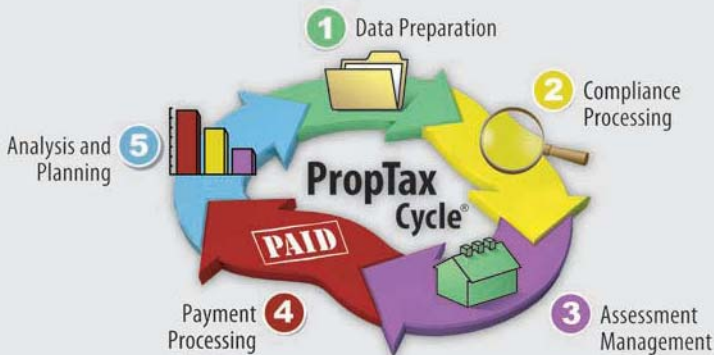 1 Data Preparation
2 Compliance
Processing
Analysis and 5
Planning
PropTax
Cycle®
PAID
Payment 4
Processing
3 Assessment
Management